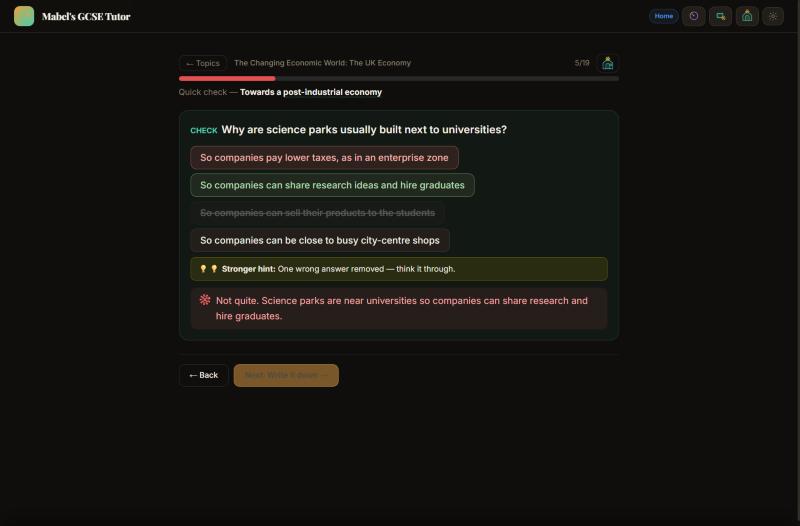 Mabel's GCSE Tutor
Home
← Topics
The Changing Economic World: The UK Economy
5/19
Quick check — Towards a post-industrial economy
CHECK Why are science parks usually built next to universities?
So companies pay lower taxes, as in an enterprise zone
So companies can share research ideas and hire graduates
So companies can sell their products to the students
So companies can be close to busy city-centre shops
Stronger hint: One wrong answer removed — think it through.
Not quite. Science parks are near universities so companies can share research and
hire graduates.
← Back
Next: Write it down →